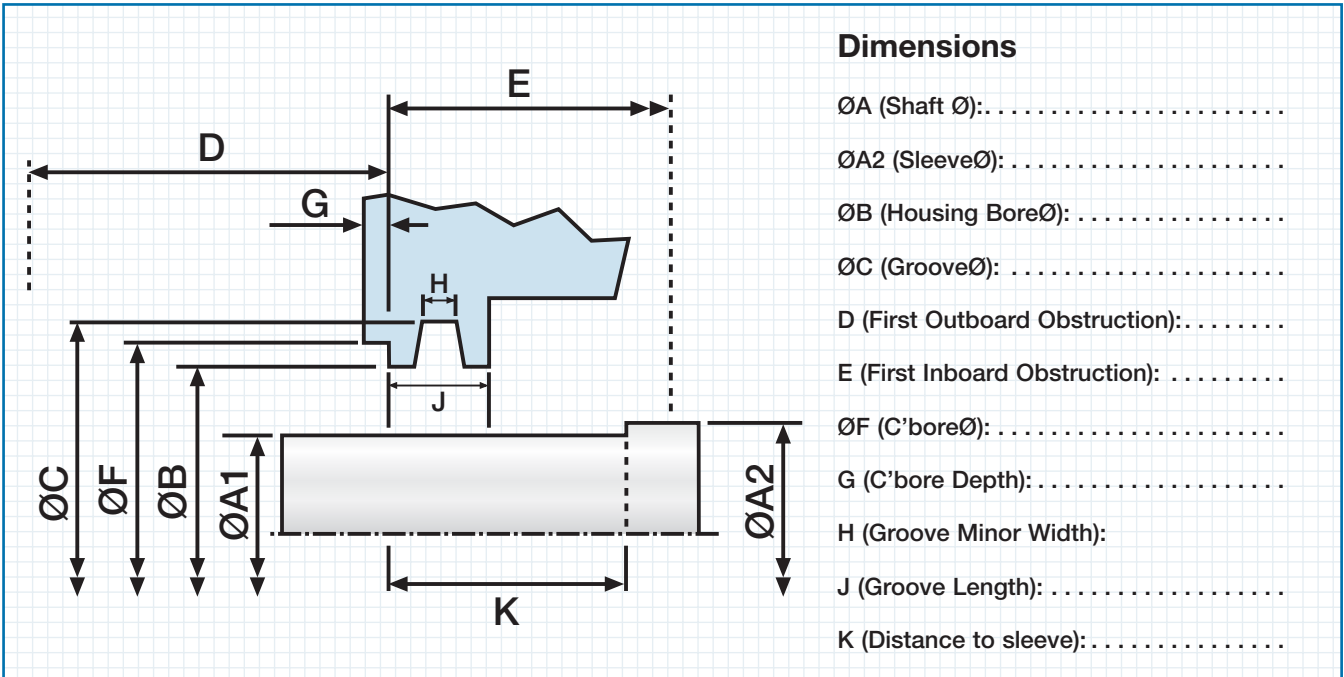 E
D
G
H
J
ØC
ØF
ØB
ØA1
ØA2
K
Dimensions
ØA (Shaft Ø):. . . . . . . . . . . . . . . . . . . . . . .
ØA2 (SleeveØ): . . . . . . . . . . . . . . . . . . . . .
ØB (Housing BoreØ): . . . . . . . . . . . . . . . .
ØC (GrooveØ): . . . . . . . . . . . . . . . . . . . . .
D (First Outboard Obstruction):. . . . . . . .
E (First Inboard Obstruction): . . . . . . . . .
ØF (C’boreØ): . . . . . . . . . . . . . . . . . . . . . .
G (C’bore Depth): . . . . . . . . . . . . . . . . . . .
H (Groove Minor Width):
J (Groove Length): . . . . . . . . . . . . . . . . . .
K (Distance to sleeve): . . . . . . . . . . . . . . .